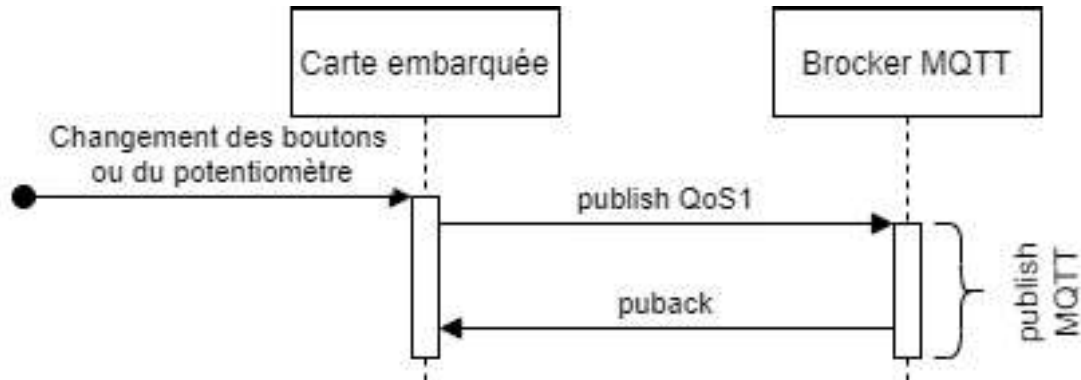 Carte embarquée
Brocker MQTT
Changement des boutons
ou du potentiomètre
publish QoS1
puback
publish
MQTT